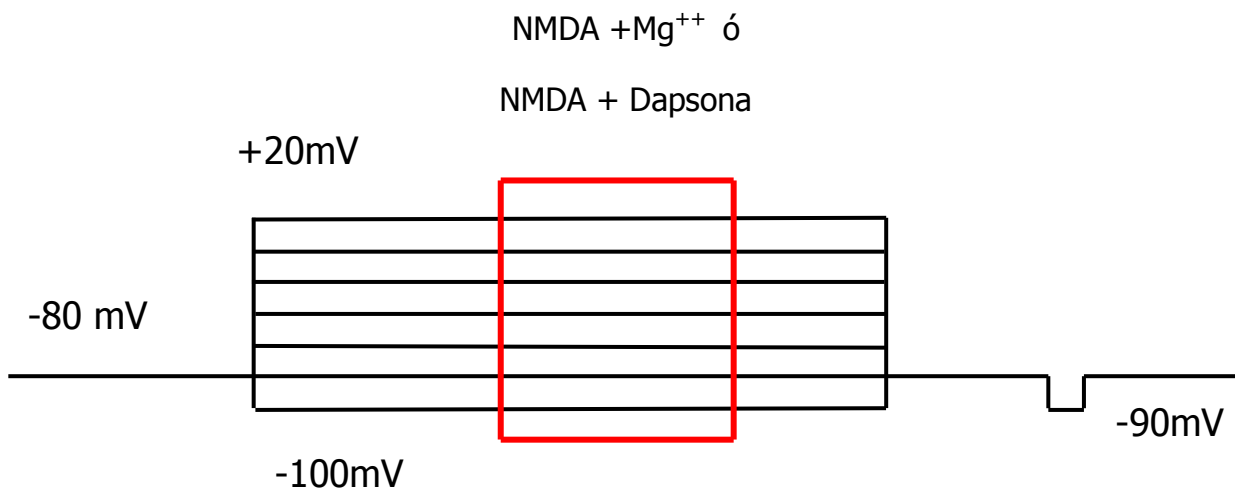 NMDA +Mg⁺⁺ ó
NMDA + Dapsona
+20mV
-80 mV
-90mV
-100mV